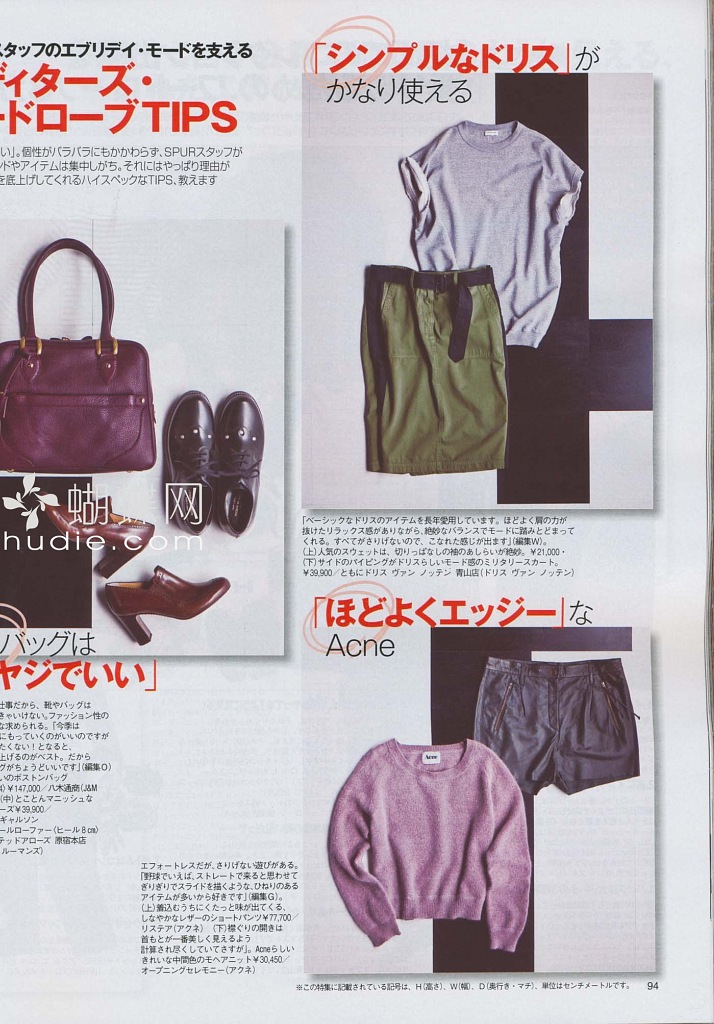 スタッフのエブリデイ・モードを支える
ディターズ・
ードローブTIPS
い」。個性がバラバラにもかかわらず、SPURスタッフが
ンドやアイテムは集中しがち。それにはやっぱり理由が
を底上げしてくれるハイスペックなTIPS、教えます
「シンプルなドリス」が
かなり使える
「ベーシックなドリスのアイテムを長年愛用しています。ほどよく肩の力が
抜けたリラックス感がありながら、絶妙なバランスでモードに踏みとどまって
くれる。すべてがさりげないので、こなれた感じが出ます」(編集W)。
(上)人気のスウェットは、切りっぱなしの袖のあしらいが絶妙。¥21,000・
(下)サイドのパイピングがドリスらしいモード感のミリタリースカート。
¥39,900/ともにドリス ヴァン ノッテン 青山店(ドリス ヴァン ノッテン)
蝴 网
hudie.com
バッグは
ヤジでいい」
仕事だから、靴やバッグは
きゃいけない。ファッション性の
な求められる。「今季は
にもっていくのがいいのですが
たくない!となると、
上げるのがベスト。だから
グがちょうどいいです」(編集O)
いのボストンバッグ
4)¥147,000/八木通商(J&M
(中)とことんマニッシュな
ーズ¥39,900/
ギャルソン
ールローファー(ヒール8cm)
テッドアローズ 原宿本店
ルーマンズ)
「ほどよくエッジー」な
Acne
Acne
エフォートレスだが、さりげない遊びがある。
「野球でいえば、ストレートで来ると思わせて
ぎりぎりでスライドを描くような、ひねりのある
アイテムが多いから好きです」(編集G)。
(上)着込むうちにくたっと味が出てくる、
しなやかなレザーのショートパンツ¥77,700/
リステア(アクネ) (下)襟ぐりの開きは
首もとが一番美しく見えるよう
計算され尽くしていてさすが」。Acneらしい
きれいな中間色のモヘアニット¥30,450/
オープニングセレモニー(アクネ)
※この特集に記載されている記号は、H(高さ)、W(幅)、D(奥行き・マチ)、単位はセンチメートルです。
94